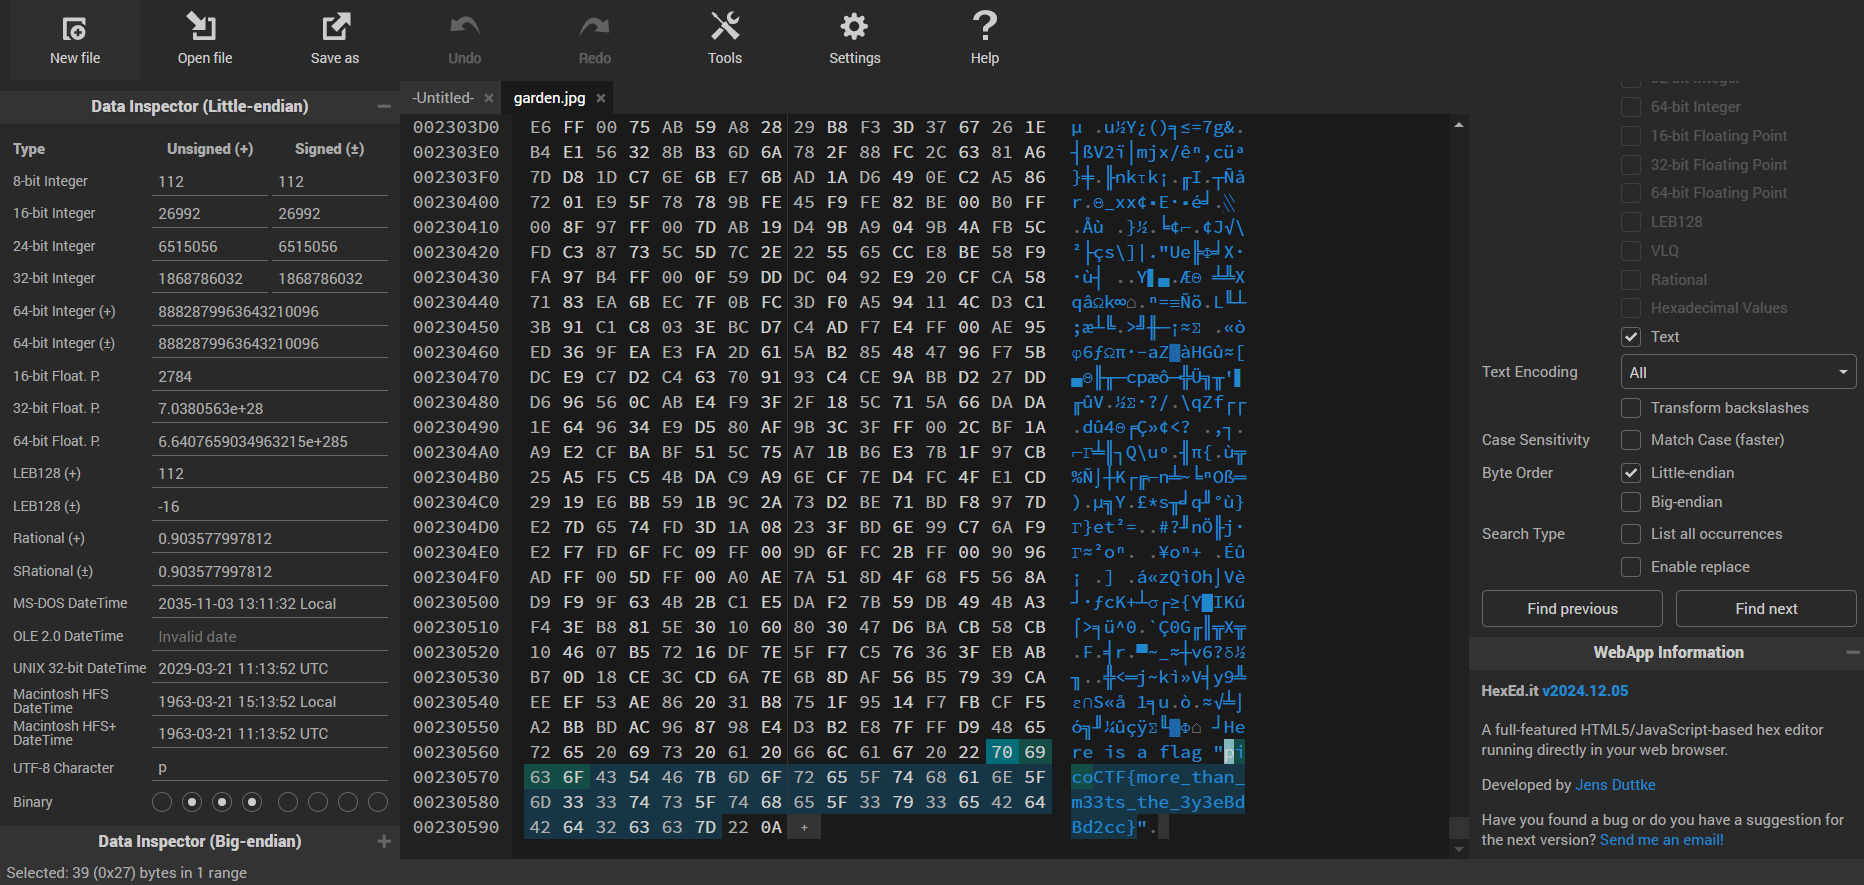 New file
Open file
Save as
Undo
Redo
Tools
Settings
Help
Data Inspector (Little-endian)
Type Unsigned (+) Signed (±)
8-bit Integer 112 112
16-bit Integer 26992 26992
24-bit Integer 6515056 6515056
32-bit Integer 1868786032 1868786032
64-bit Integer (+) 8882879963643210096
64-bit Integer (±) 8882879963643210096
16-bit Float. P. 2784
32-bit Float. P. 7.0380563e+28
64-bit Float. P. 6.6407659034963215e+285
LEB128 (+) 112
LEB128 (±) -16
Rational (+) 0.903577997812
SRational (±) 0.903577997812
MS-DOS DateTime 2035-11-03 13:11:32 Local
OLE 2.0 DateTime Invalid date
UNIX 32-bit DateTime 2029-03-21 11:13:52 UTC
Macintosh HFS
DateTime 1963-03-21 15:13:52 Local
Macintosh HFS+
DateTime 1963-03-21 11:13:52 UTC
UTF-8 Character p
Binary
Data Inspector (Big-endian)
Selected: 39 (0x27) bytes in 1 range
-Untitled- ×
garden.jpg ×
002303D0 E6 FF 00 75 AB 59 A8 28 29 B8 F3 3D 37 67 26 1E
002303E0 B4 E1 56 32 8B B3 6D 6A 78 2F 88 FC 2C 63 81 A6
002303F0 7D D8 1D C7 6E 6B E7 6B AD 1A D6 49 0E C2 A5 86
00230400 72 01 E9 5F 78 78 9B FE 45 F9 FE 82 BE 00 B0 FF
00230410 00 8F 97 FF 00 7D AB 19 D4 9B A9 04 9B 4A FB 5C
00230420 FD C3 87 73 5C 5D 7C 2E 22 55 65 CC E8 BE 58 F9
00230430 FA 97 B4 FF 00 0F 59 DD DC 04 92 E9 20 CF CA 58
00230440 71 83 EA 6B EC 7F 0B FC 3D F0 A5 94 11 4C D3 C1
00230450 3B 91 C1 C8 03 3E BC D7 C4 AD F7 E4 FF 00 AE 95
00230460 ED 36 9F EA E3 FA 2D 61 5A B2 85 48 47 96 F7 5B
00230470 DC E9 C7 D2 C4 63 70 91 93 C4 CE 9A BB D2 27 DD
00230480 D6 96 56 0C AB E4 F9 3F 2F 18 5C 71 5A 66 DA DA
00230490 1E 64 96 34 E9 D5 80 AF 9B 3C 3F FF 00 2C BF 1A
002304A0 A9 E2 CF BA BF 51 5C 75 A7 1B B6 E3 7B 1F 97 CB
002304B0 25 A5 F5 C5 4B DA C9 A9 6E CF 7E D4 FC 4F E1 CD
002304C0 29 19 E6 BB 59 1B 9C 2A 73 D2 BE 71 BD F8 97 7D
002304D0 E2 7D 65 74 FD 3D 1A 08 23 3F BD 6E 99 C7 6A F9
002304E0 E2 F7 FD 6F FC 09 FF 00 9D 6F FC 2B FF 00 90 96
002304F0 AD FF 00 5D FF 00 A0 AE 7A 51 8D 4F 68 F5 56 8A
00230500 D9 F9 9F 63 4B 2B C1 E5 DA F2 7B 59 DB 49 4B A3
00230510 F4 3E B8 81 5E 30 10 60 80 30 47 D6 BA CB 58 CB
00230520 10 46 07 B5 72 16 DF 7E 5F F7 C5 76 36 3F EB AB
00230530 B7 0D 18 CE 3C CD 6A 7E 6B 8D AF 56 B5 79 39 CA
00230540 EE EF 53 AE 86 20 31 B8 75 1F 95 14 F7 FB CF F5
00230550 A2 BB BD AC 96 87 98 E4 D3 B2 E8 7F FF D9 48 65
00230560 72 65 20 69 73 20 61 20 66 6C 61 67 20 22 70 69 re is a flag "pi
00230570 63 6F 43 54 46 7B 6D 6F 72 65 5F 74 68 61 6E 5F coCTF{more_than_
00230580 6D 33 33 74 73 5F 74 68 65 5F 33 79 33 65 42 64 m33ts_the_3y3eBd
00230590 42 64 32 63 63 7D 22 0A + Bd2cc}".
64-bit Integer
16-bit Floating Point
32-bit Floating Point
64-bit Floating Point
LEB128
VLQ
Rational
Hexadecimal Values
Text
Text Encoding All
Transform backslashes
Case Sensitivity Match Case (faster)
Byte Order Little-endian
Big-endian
Search Type List all occurrences
Enable replace
Find previous Find next
WebApp Information
HexEd.it v2024.12.05
A full-featured HTML5/JavaScript-based hex editor
running directly in your web browser.
Developed by Jens Duttke
Have you found a bug or do you have a suggestion for
the next version? Send me an email!